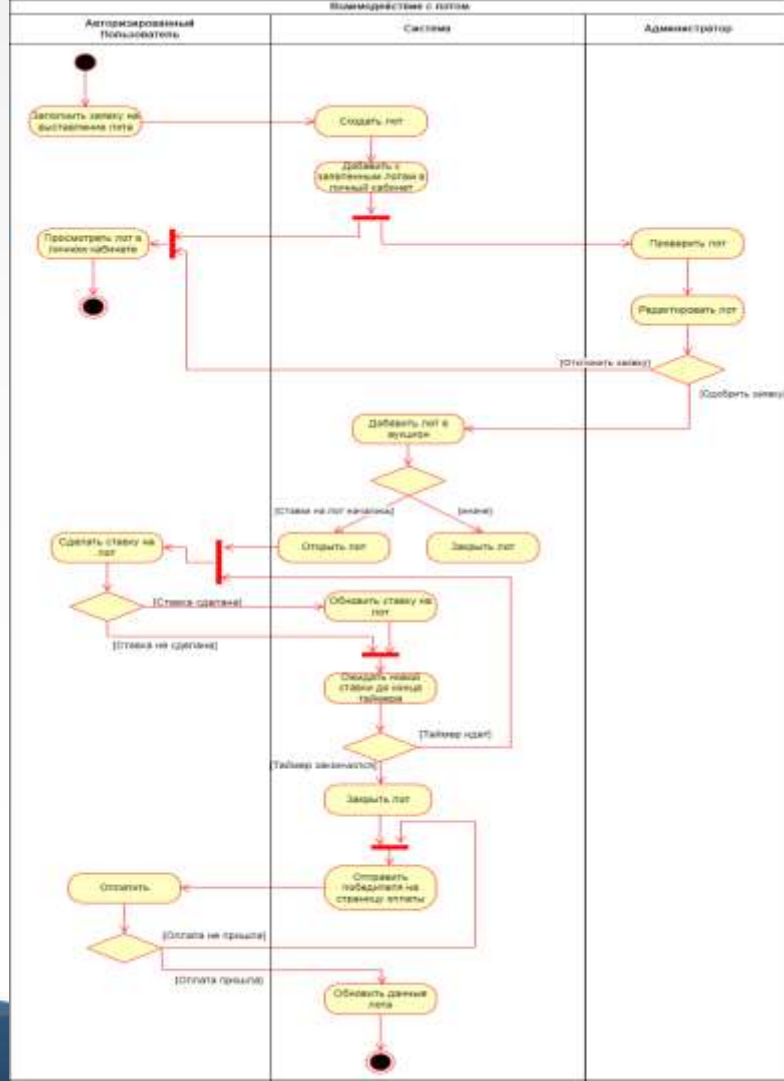 Взаимодействие с лотом
Авторизированный
Пользователь
Система
Администратор
Заполнить заявку на
выставление лота
Создать лот
Добавить с
заявленным лотам в
личный кабинет
Просмотреть лот в
личном кабинете
Проверить лот
Редактировать лот
[Отклонить заявку]
[Одобрить заявку]
Добавить лот в
аукцион
[Ставки на лот начались]
[иначе]
Сделать ставку на
лот
Открыть лот
Закрыть лот
[Ставка сделана]
Обновить ставку на
лот
[Ставка не сделана]
Ожидать новой
ставки до конца
таймера
[Таймер идет]
[Таймер закончился]
Закрыть лот
Оплатить
Отправить
победителя на
страницу оплаты
[Оплата не прошла]
[Оплата прошла]
Обновить данные
лота